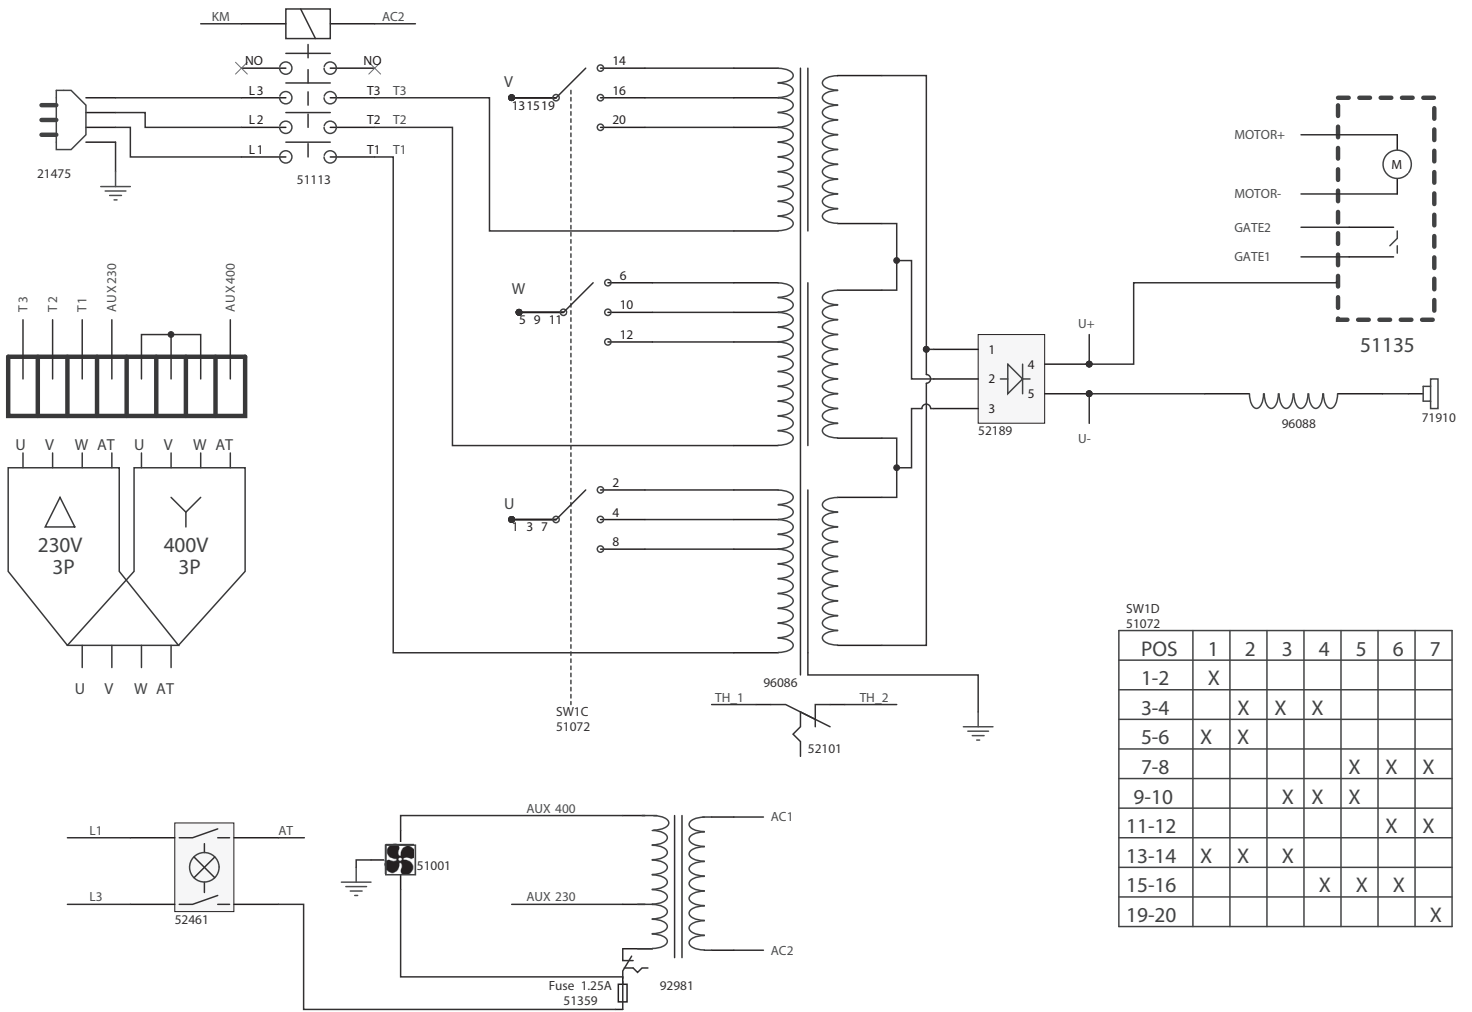 KM AC2
NO NO
L3 T3 T3
L2 T2 T2
L1 T1 T1
21475
51113
V
13 15 19
14
16
20
W
5 9 11
6
10
12
U
1 3 7
2
4
8
SW1C
51072
96086
TH_1 TH_2
52101
1
2
3
4
5
52189
U+
U-
MOTOR+
MOTOR-
GATE2
GATE1
M
51135
96088
71910
T3 T2 T1 AUX230 AUX400
U V W AT U V W AT
230V
3P
400V
3P
U V W AT
L1 AT
L3
52461
51001
AUX 400
AUX 230
AC1
AC2
Fuse 1.25A
51359
92981
SW1D
51072
POS 1 2 3 4 5 6 7
1-2 X
3-4 X X X
5-6 X X
7-8 X X X
9-10 X X X
11-12 X X
13-14 X X X
15-16 X X X
19-20 X